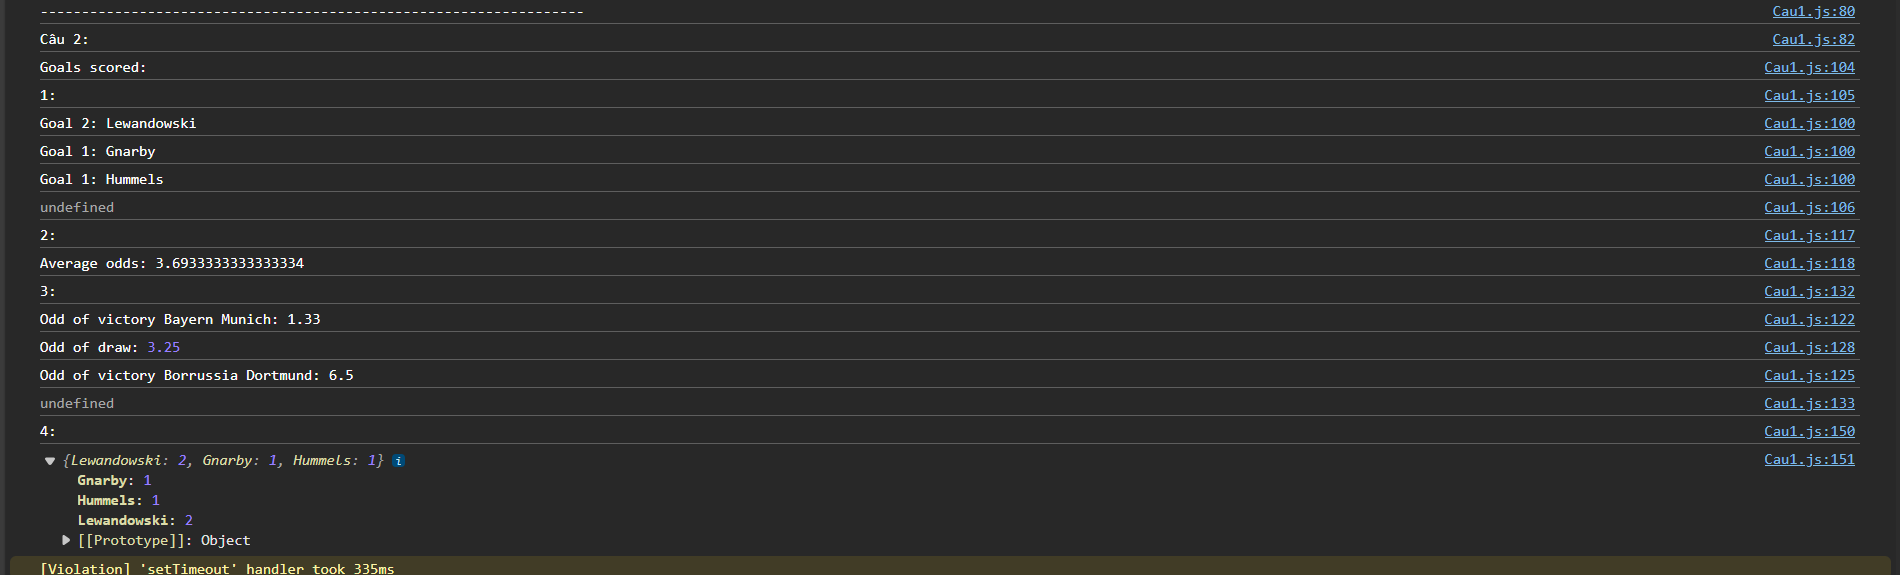 ------------------------------------------------------------------ Cau1.js:80
Câu 2: Cau1.js:82
Goals scored: Cau1.js:104
1: Cau1.js:105
Goal 2: Lewandowski Cau1.js:100
Goal 1: Gnarby Cau1.js:100
Goal 1: Hummels Cau1.js:100
undefined Cau1.js:106
2: Cau1.js:117
Average odds: 3.6933333333333334 Cau1.js:118
3: Cau1.js:132
Odd of victory Bayern Munich: 1.33 Cau1.js:122
Odd of draw: 3.25 Cau1.js:128
Odd of victory Borrussia Dortmund: 6.5 Cau1.js:125
undefined Cau1.js:133
4: Cau1.js:150
{Lewandowski: 2, Gnarby: 1, Hummels: 1} i Cau1.js:151
Gnarby: 1
Hummels: 1
Lewandowski: 2
[[Prototype]]: Object
[Violation] 'setTimeout' handler took 335ms